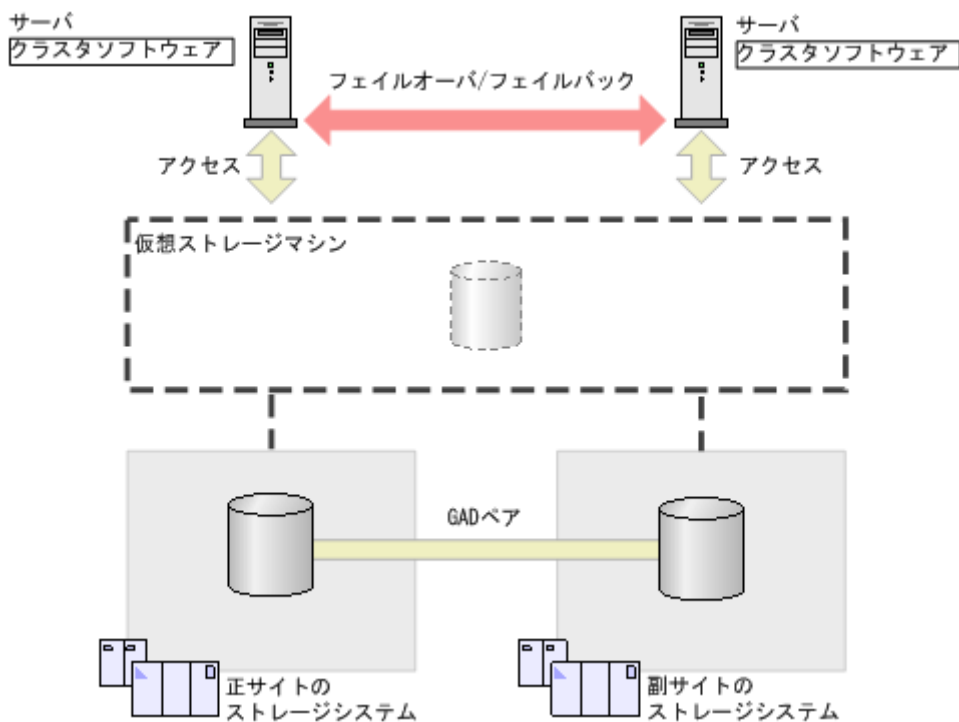 サーバ
クラスタソフトウェア
サーバ
クラスタソフトウェア
フェイルオーバ/フェイルバック
アクセス
アクセス
仮想ストレージマシン
GADペア
正サイトの
ストレージシステム
副サイトの
ストレージシステム